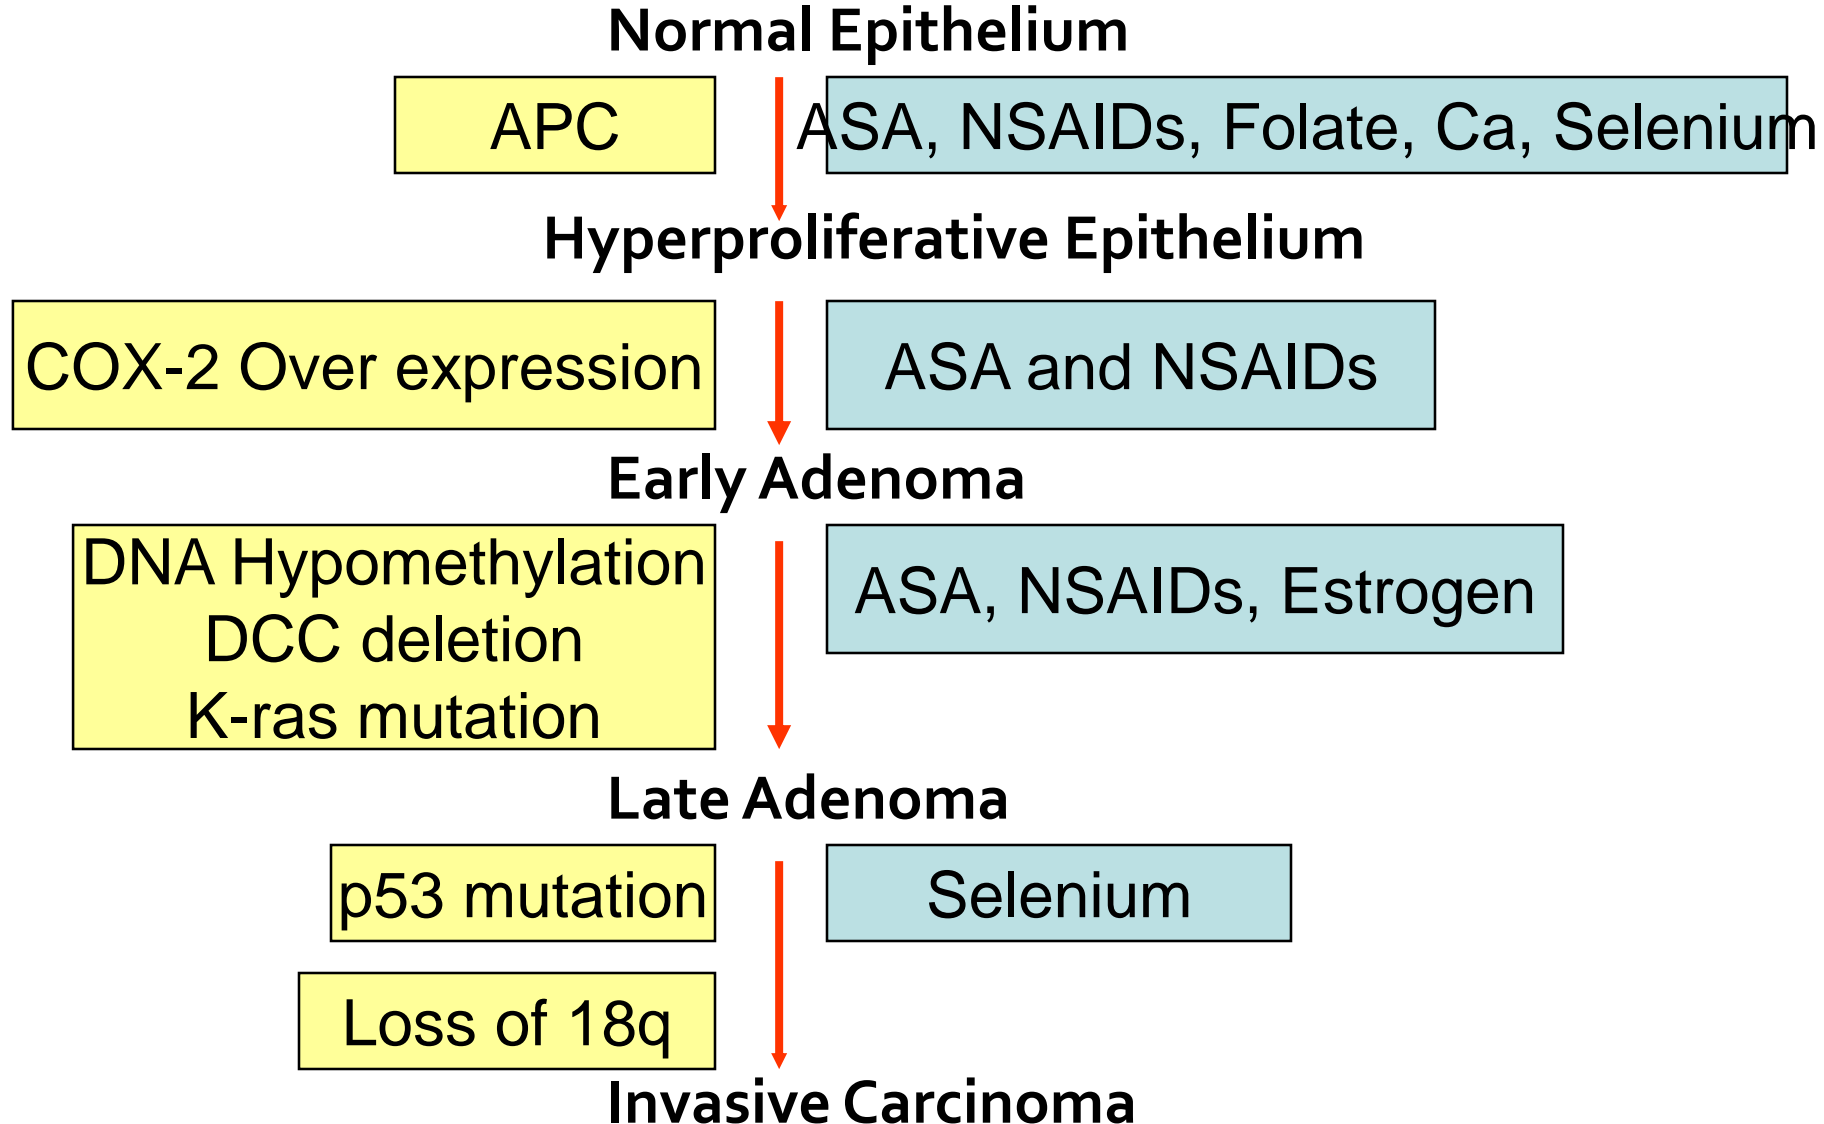 Normal Epithelium
APC
ASA, NSAIDs, Folate, Ca, Selenium
Hyperproliferative Epithelium
COX-2 Over expression
ASA and NSAIDs
Early Adenoma
DNA Hypomethylation
DCC deletion
K-ras mutation
ASA, NSAIDs, Estrogen
Late Adenoma
p53 mutation
Selenium
Loss of 18q
Invasive Carcinoma